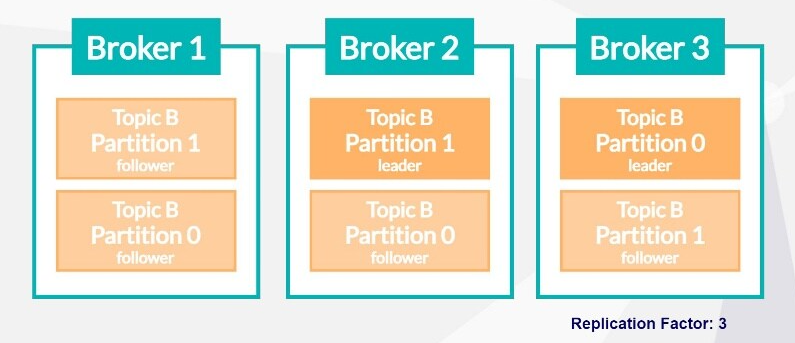 Broker 1
Topic B
Partition 1
follower
Topic B
Partition 0
follower
Broker 2
Topic B
Partition 1
leader
Topic B
Partition 0
follower
Broker 3
Topic B
Partition 0
leader
Topic B
Partition 1
follower
Replication Factor: 3